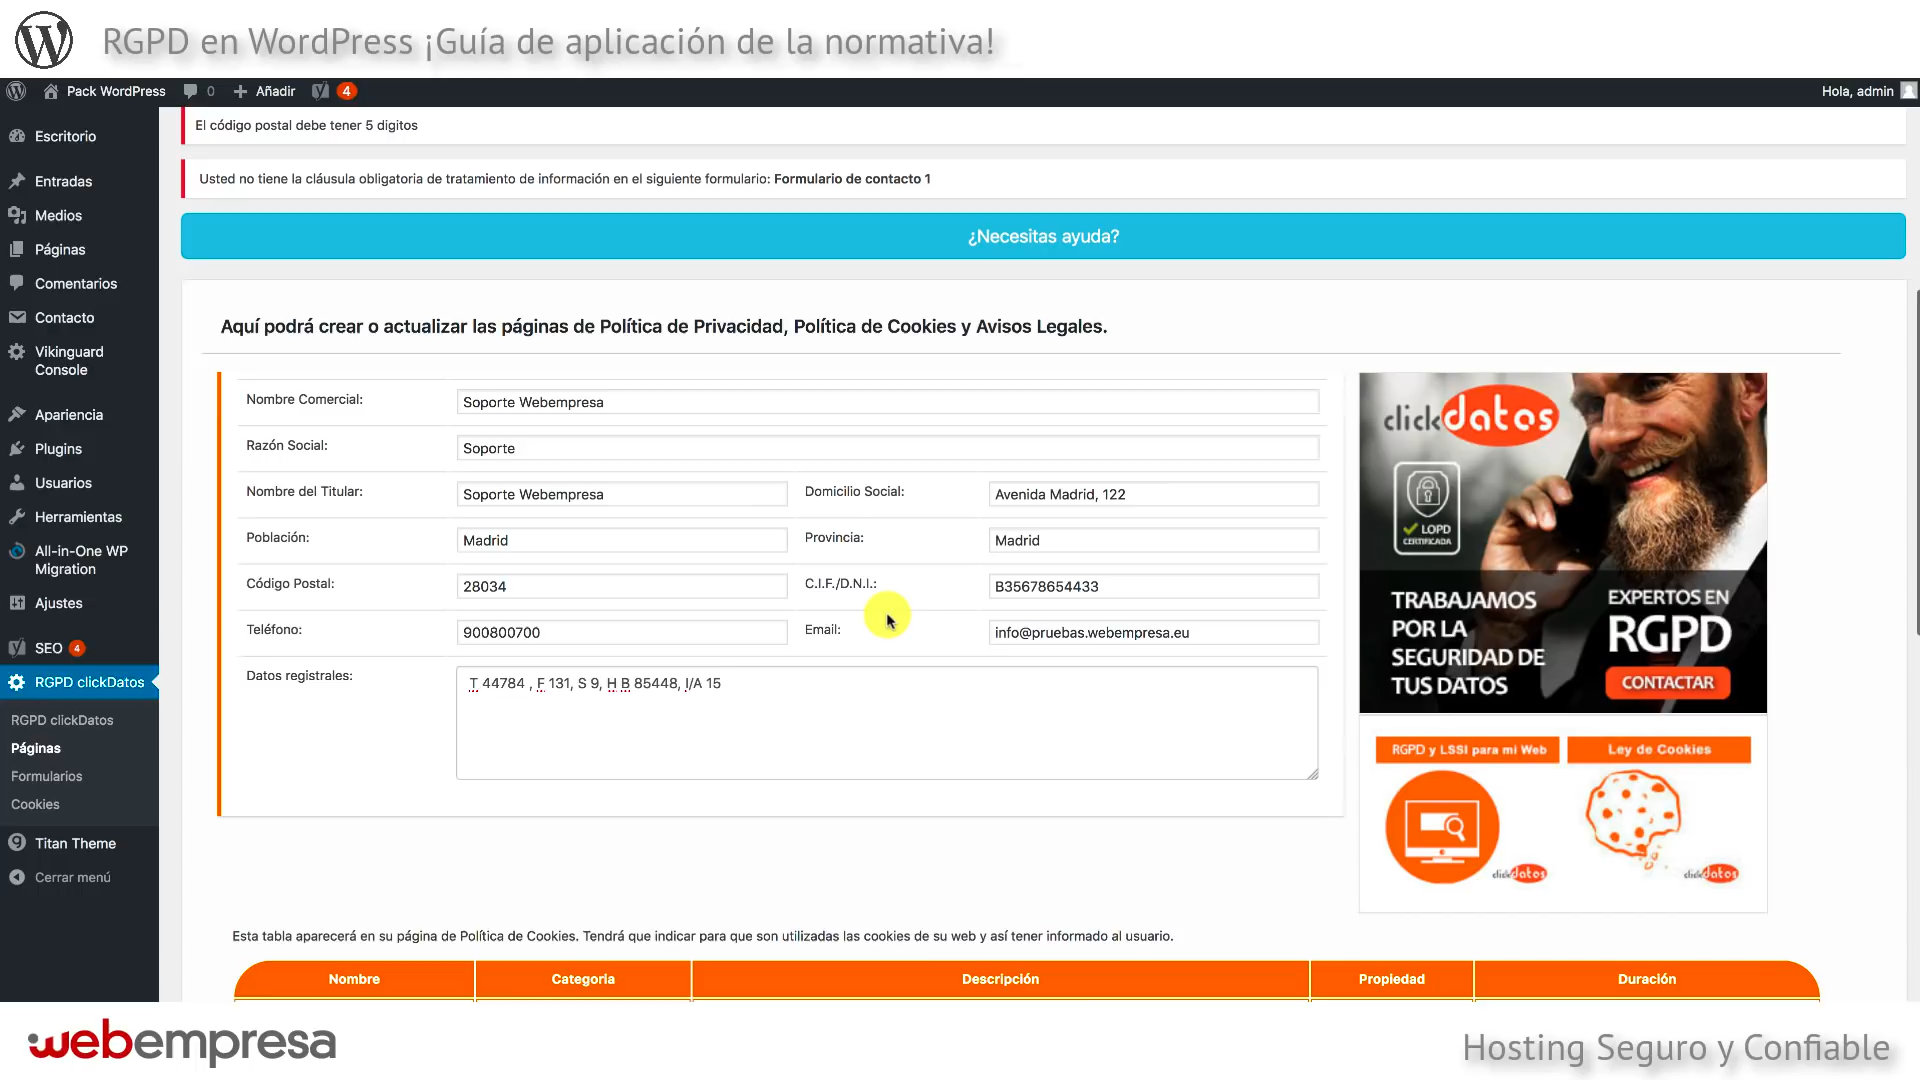 RGPD en WordPress ¡Guía de aplicación de la normativa!
Pack WordPress 0 Añadir 4 Hola, admin
Escritorio
Entradas
Medios
Páginas
Comentarios
Contacto
Vikinguard
Console
Apariencia
Plugins
Usuarios
Herramientas
All-in-One WP
Migration
Ajustes
SEO 4
RGPD clickDatos
RGPD clickDatos
Páginas
Formularios
Cookies
Titan Theme
Cerrar menú
El código postal debe tener 5 digitos
Usted no tiene la cláusula obligatoria de tratamiento de información en el siguiente formulario: Formulario de contacto 1
¿Necesitas ayuda?
Aquí podrá crear o actualizar las páginas de Política de Privacidad, Política de Cookies y Avisos Legales.
Nombre Comercial: Soporte Webempresa
Razón Social: Soporte
Nombre del Titular: Soporte Webempresa Domicilio Social: Avenida Madrid, 122
Población: Madrid Provincia: Madrid
Código Postal: 28034 C.I.F./D.N.I.: B35678654433
Teléfono: 900800700 Email: info@pruebas.webempresa.eu
Datos registrales: T 44784 , F 131, S 9, H B 85448, I/A 15
clickdatos
LOPD
CERTIFICADA
TRABAJAMOS
POR LA
SEGURIDAD DE
TUS DATOS
EXPERTOS EN
RGPD
CONTACTAR
RGPD y LSSI para mi Web Ley de Cookies
clickdatos clickdatos
Esta tabla aparecerá en su página de Política de Cookies. Tendrá que indicar para que son utilizadas las cookies de su web y así tener informado al usuario.
Nombre Categoria Descripción Propiedad Duración
webempresa
Hosting Seguro y Confiable